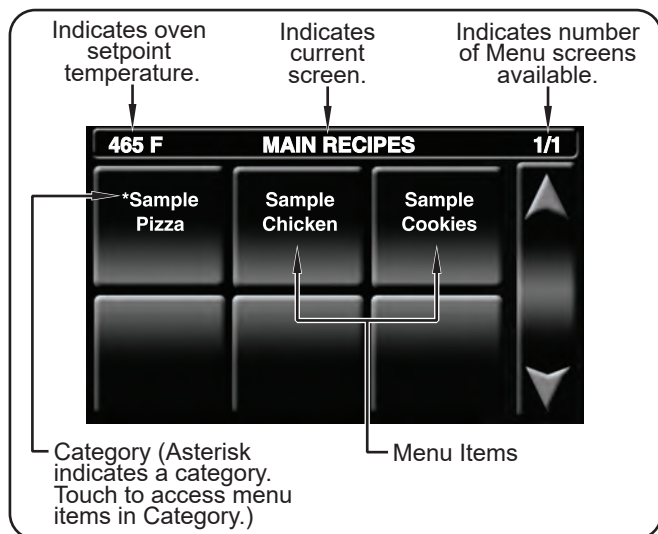 Indicates oven
setpoint
temperature.
Indicates
current
screen.
Indicates number
of Menu screens
available.
465 F MAIN RECIPES 1/1
*Sample
Pizza
Sample
Chicken
Sample
Cookies
Category (Asterisk
indicates a category.
Touch to access menu
items in Category.)
Menu Items